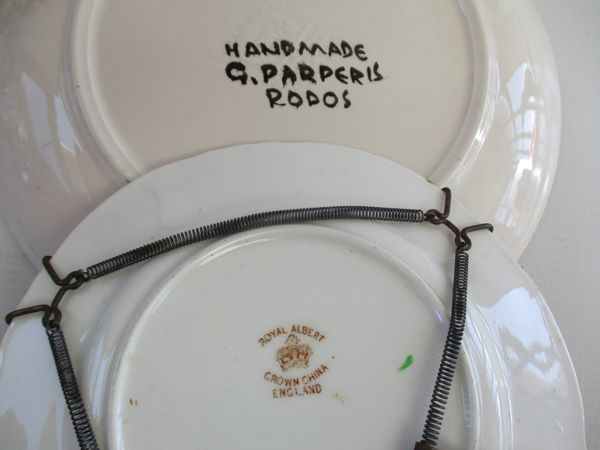 HANDMADE
G. PARPERIS
RODOS
ROYAL ALBERT
CROWN CHINA
ENGLAND